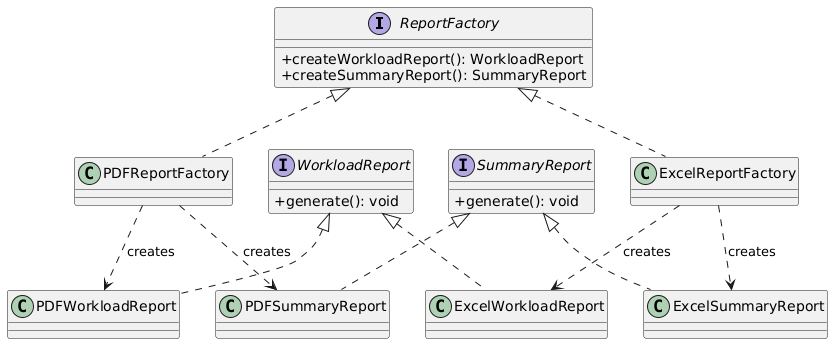 I ReportFactory
+createWorkloadReport(): WorkloadReport
+createSummaryReport(): SummaryReport
C PDFReportFactory
I WorkloadReport
+generate(): void
I SummaryReport
+generate(): void
C ExcelReportFactory
creates
creates
creates
creates
C PDFWorkloadReport
C PDFSummaryReport
C ExcelWorkloadReport
C ExcelSummaryReport